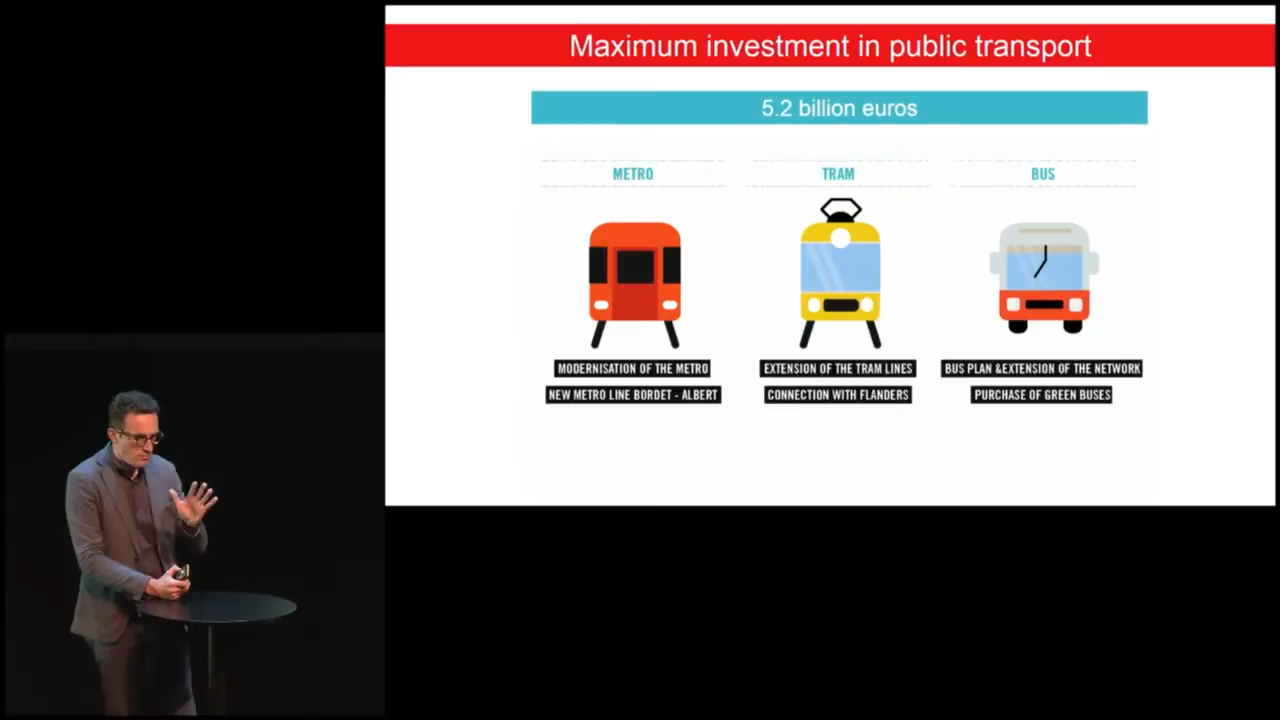 Maximum investment in public transport
5.2 billion euros
METRO
TRAM
BUS
MODERNISATION OF THE METRO
NEW METRO LINE BORDET - ALBERT
EXTENSION OF THE TRAM LINES
CONNECTION WITH FLANDERS
BUS PLAN &EXTENSION OF THE NETWORK
PURCHASE OF GREEN BUSES